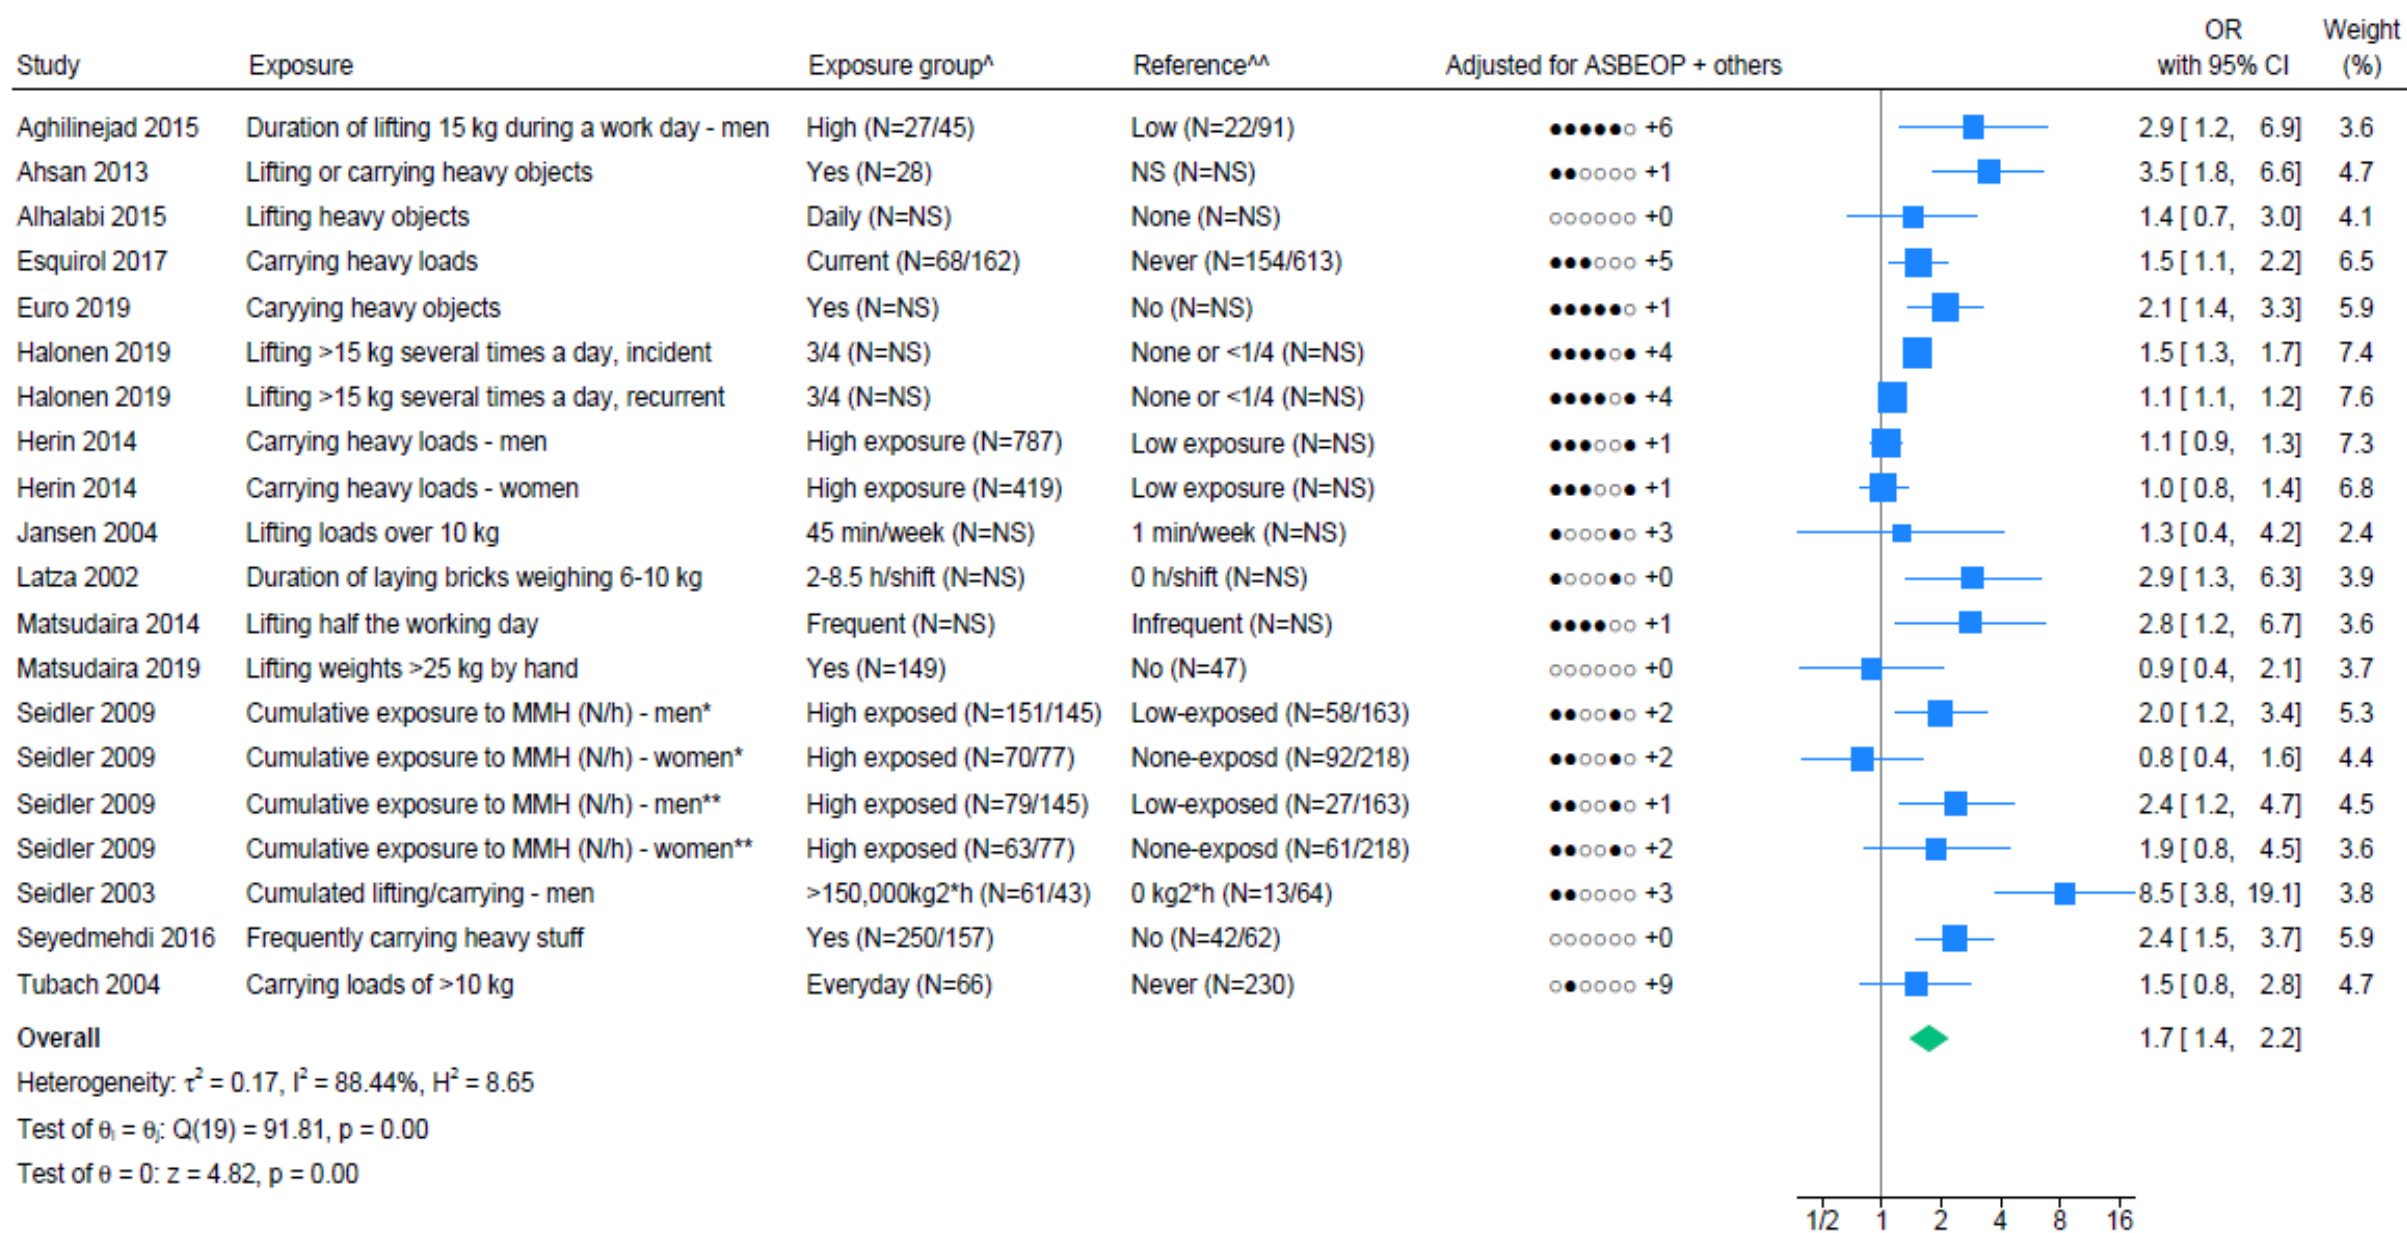 OR Weight
Study Exposure Exposure group^ Reference^^ Adjusted for ASBEOP + others with 95% CI (%)
Aghilinejad 2015 Duration of lifting 15 kg during a work day - men High (N=27/45) Low (N=22/91) ●●●●●○ +6 2.9 [ 1.2, 6.9] 3.6
Ahsan 2013 Lifting or carrying heavy objects Yes (N=28) NS (N=NS) ●●○○○○ +1 3.5 [ 1.8, 6.6] 4.7
Alhalabi 2015 Lifting heavy objects Daily (N=NS) None (N=NS) ○○○○○○ +0 1.4 [ 0.7, 3.0] 4.1
Esquirol 2017 Carrying heavy loads Current (N=68/162) Never (N=154/613) ●●●○○○ +5 1.5 [ 1.1, 2.2] 6.5
Euro 2019 Caryying heavy objects Yes (N=NS) No (N=NS) ●●●●●○ +1 2.1 [ 1.4, 3.3] 5.9
Halonen 2019 Lifting >15 kg several times a day, incident 3/4 (N=NS) None or <1/4 (N=NS) ●●●●○● +4 1.5 [ 1.3, 1.7] 7.4
Halonen 2019 Lifting >15 kg several times a day, recurrent 3/4 (N=NS) None or <1/4 (N=NS) ●●●●○● +4 1.1 [ 1.1, 1.2] 7.6
Herin 2014 Carrying heavy loads - men High exposure (N=787) Low exposure (N=NS) ●●●○○● +1 1.1 [ 0.9, 1.3] 7.3
Herin 2014 Carrying heavy loads - women High exposure (N=419) Low exposure (N=NS) ●●●○○● +1 1.0 [ 0.8, 1.4] 6.8
Jansen 2004 Lifting loads over 10 kg 45 min/week (N=NS) 1 min/week (N=NS) ●○○○●○ +3 1.3 [ 0.4, 4.2] 2.4
Latza 2002 Duration of laying bricks weighing 6-10 kg 2-8.5 h/shift (N=NS) 0 h/shift (N=NS) ●○○○●○ +0 2.9 [ 1.3, 6.3] 3.9
Matsudaira 2014 Lifting half the working day Frequent (N=NS) Infrequent (N=NS) ●●●●○○ +1 2.8 [ 1.2, 6.7] 3.6
Matsudaira 2019 Lifting weights >25 kg by hand Yes (N=149) No (N=47) ○○○○○○ +0 0.9 [ 0.4, 2.1] 3.7
Seidler 2009 Cumulative exposure to MMH (N/h) - men* High exposed (N=151/145) Low-exposed (N=58/163) ●●○○●○ +2 2.0 [ 1.2, 3.4] 5.3
Seidler 2009 Cumulative exposure to MMH (N/h) - women* High exposed (N=70/77) None-exposd (N=92/218) ●●○○●○ +2 0.8 [ 0.4, 1.6] 4.4
Seidler 2009 Cumulative exposure to MMH (N/h) - men** High exposed (N=79/145) Low-exposed (N=27/163) ●●○○●○ +1 2.4 [ 1.2, 4.7] 4.5
Seidler 2009 Cumulative exposure to MMH (N/h) - women** High exposed (N=63/77) None-exposd (N=61/218) ●●○○●○ +2 1.9 [ 0.8, 4.5] 3.6
Seidler 2003 Cumulated lifting/carrying - men >150,000kg2*h (N=61/43) 0 kg2*h (N=13/64) ●●○○○○ +3 8.5 [ 3.8, 19.1] 3.8
Seyedmehdi 2016 Frequently carrying heavy stuff Yes (N=250/157) No (N=42/62) ○○○○○○ +0 2.4 [ 1.5, 3.7] 5.9
Tubach 2004 Carrying loads of >10 kg Everyday (N=66) Never (N=230) ○●○○○○ +9 1.5 [ 0.8, 2.8] 4.7
Overall 1.7 [ 1.4, 2.2]
Heterogeneity: τ² = 0.17, I² = 88.44%, H² = 8.65
Test of θᵢ = θⱼ: Q(19) = 91.81, p = 0.00
Test of θ = 0: z = 4.82, p = 0.00
1/2 1 2 4 8 16